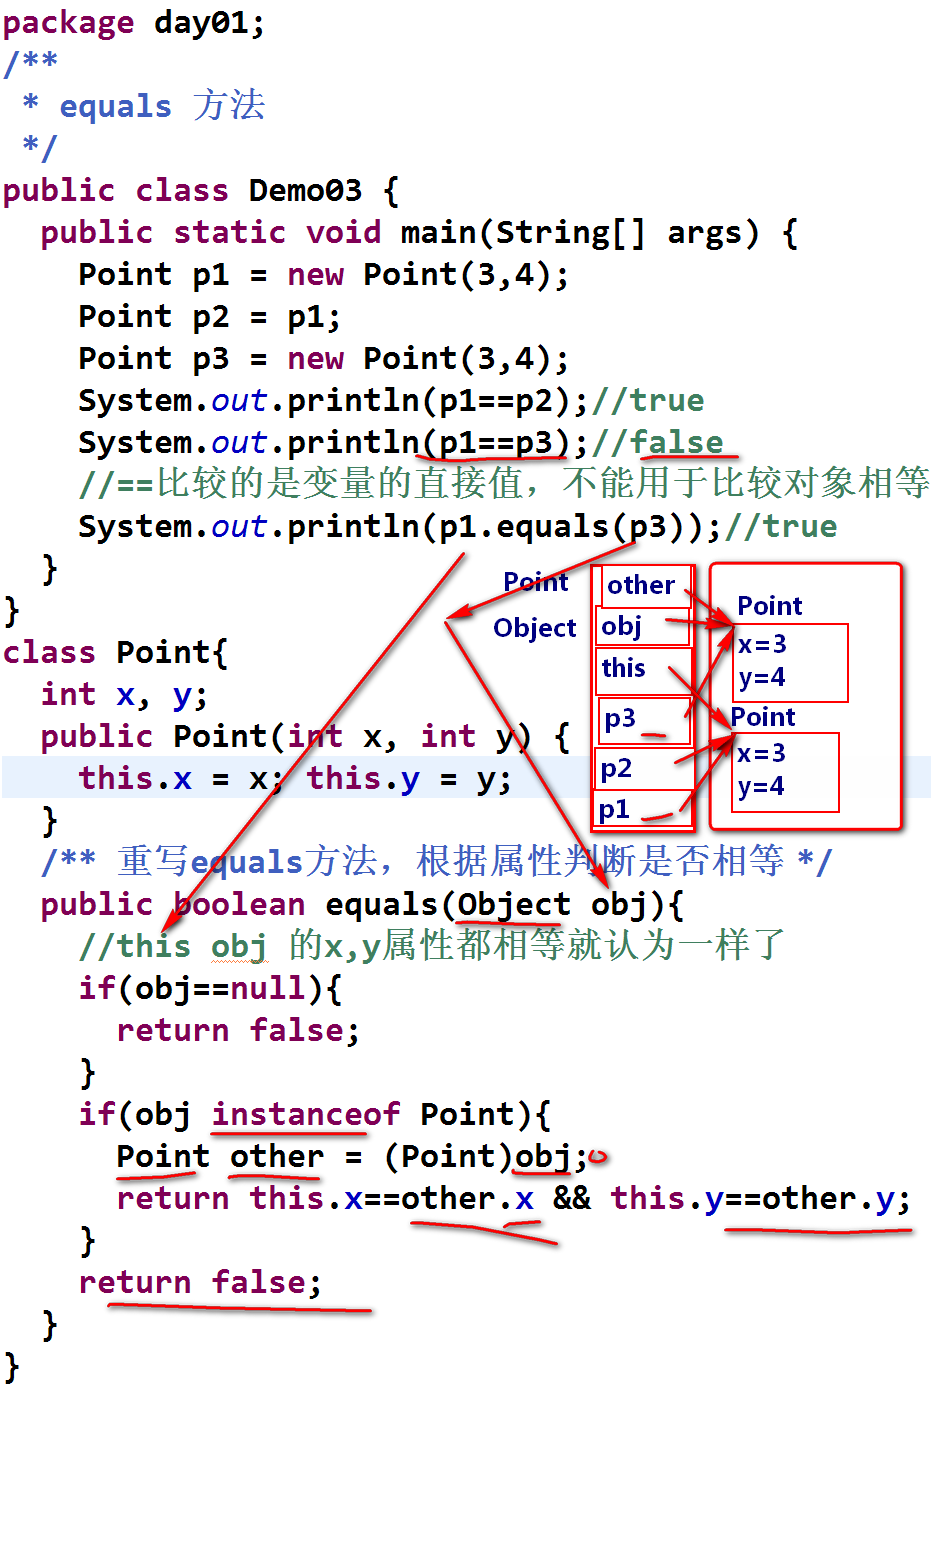 package day01;
/**
 * equals 方法
 */
public class Demo03 {
  public static void main(String[] args) {
    Point p1 = new Point(3,4);
    Point p2 = p1;
    Point p3 = new Point(3,4);
    System.out.println(p1==p2);//true
    System.out.println(p1==p3);//false
    //==比较的是变量的直接值，不能用于比较对象相等
    System.out.println(p1.equals(p3));//true
  }
}
class Point{
  int x, y;
  public Point(int x, int y) {
    this.x = x; this.y = y;
  }
  /** 重写equals方法，根据属性判断是否相等 */
  public boolean equals(Object obj){
    //this obj 的x,y属性都相等就认为一样了
    if(obj==null){
      return false;
    }
    if(obj instanceof Point){
      Point other = (Point)obj;
      return this.x==other.x && this.y==other.y;
    }
    return false;
  }
}
Point
other
Object
obj
this
p3
p2
p1
Point
x=3
y=4
Point
x=3
y=4